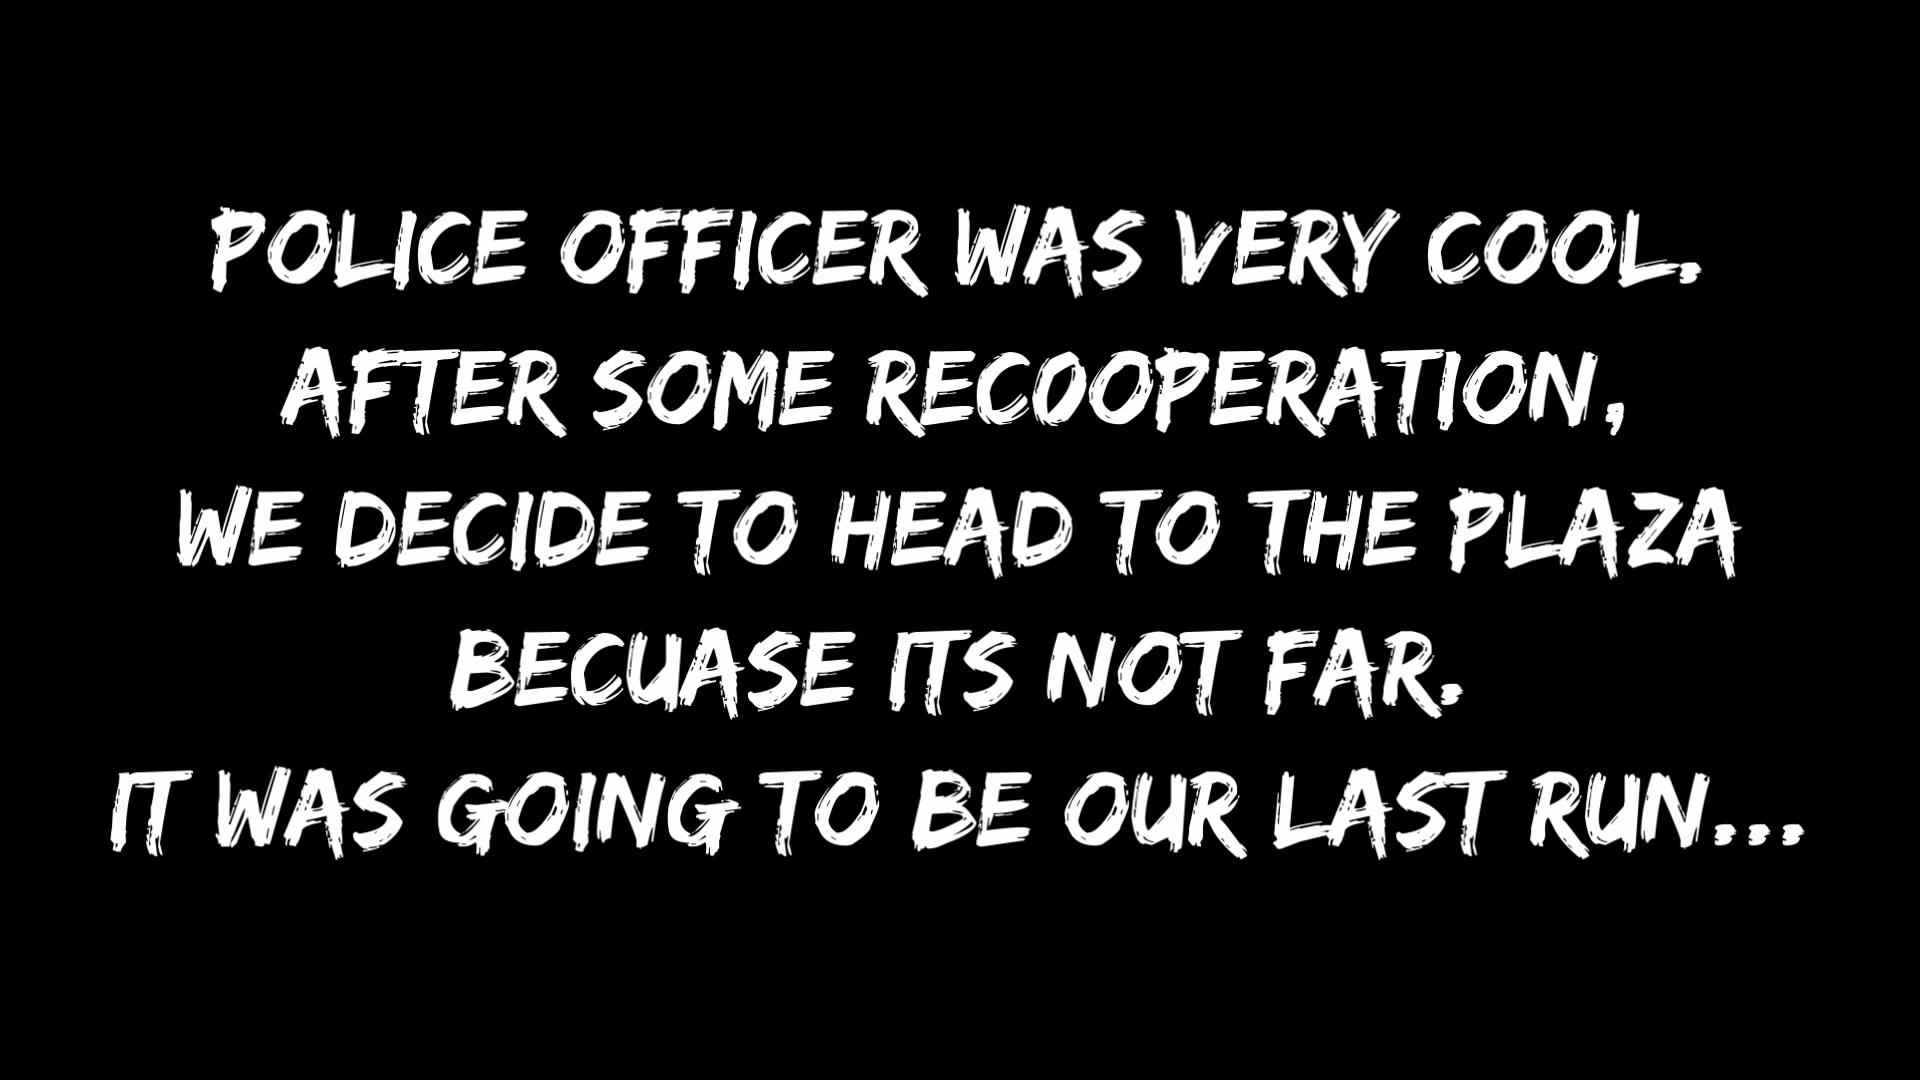 POLICE OFFICER WAS VERY COOL.
AFTER SOME RECOOPERATION,
WE DECIDE TO HEAD TO THE PLAZA
BECUASE ITS NOT FAR.
IT WAS GOING TO BE OUR LAST RUN...